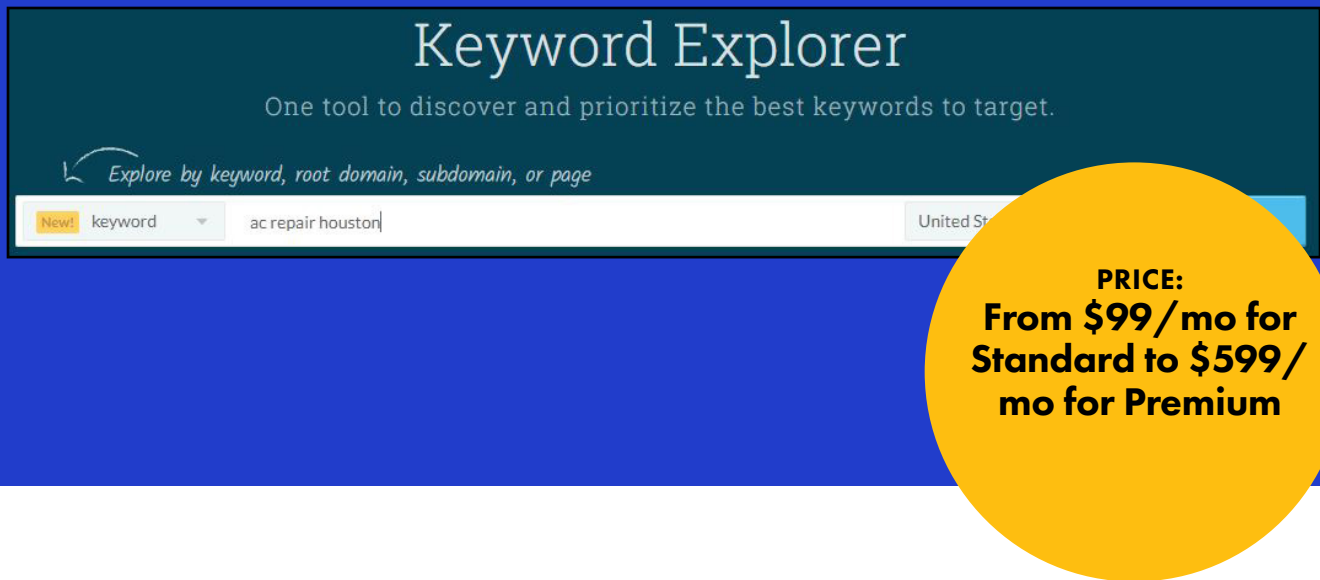 Keyword Explorer
One tool to discover and prioritize the best keywords to target.
Explore by keyword, root domain, subdomain, or page
New! keyword
ac repair houston
United
PRICE:
From $99/mo for
Standard to $599/
mo for Premium